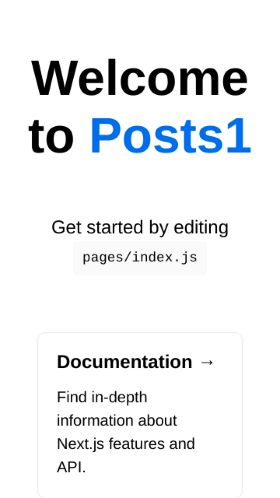 Welcome
to Posts1
Get started by editing
pages/index.js
Documentation →
Find in-depth
information about
Next.js features and
API.